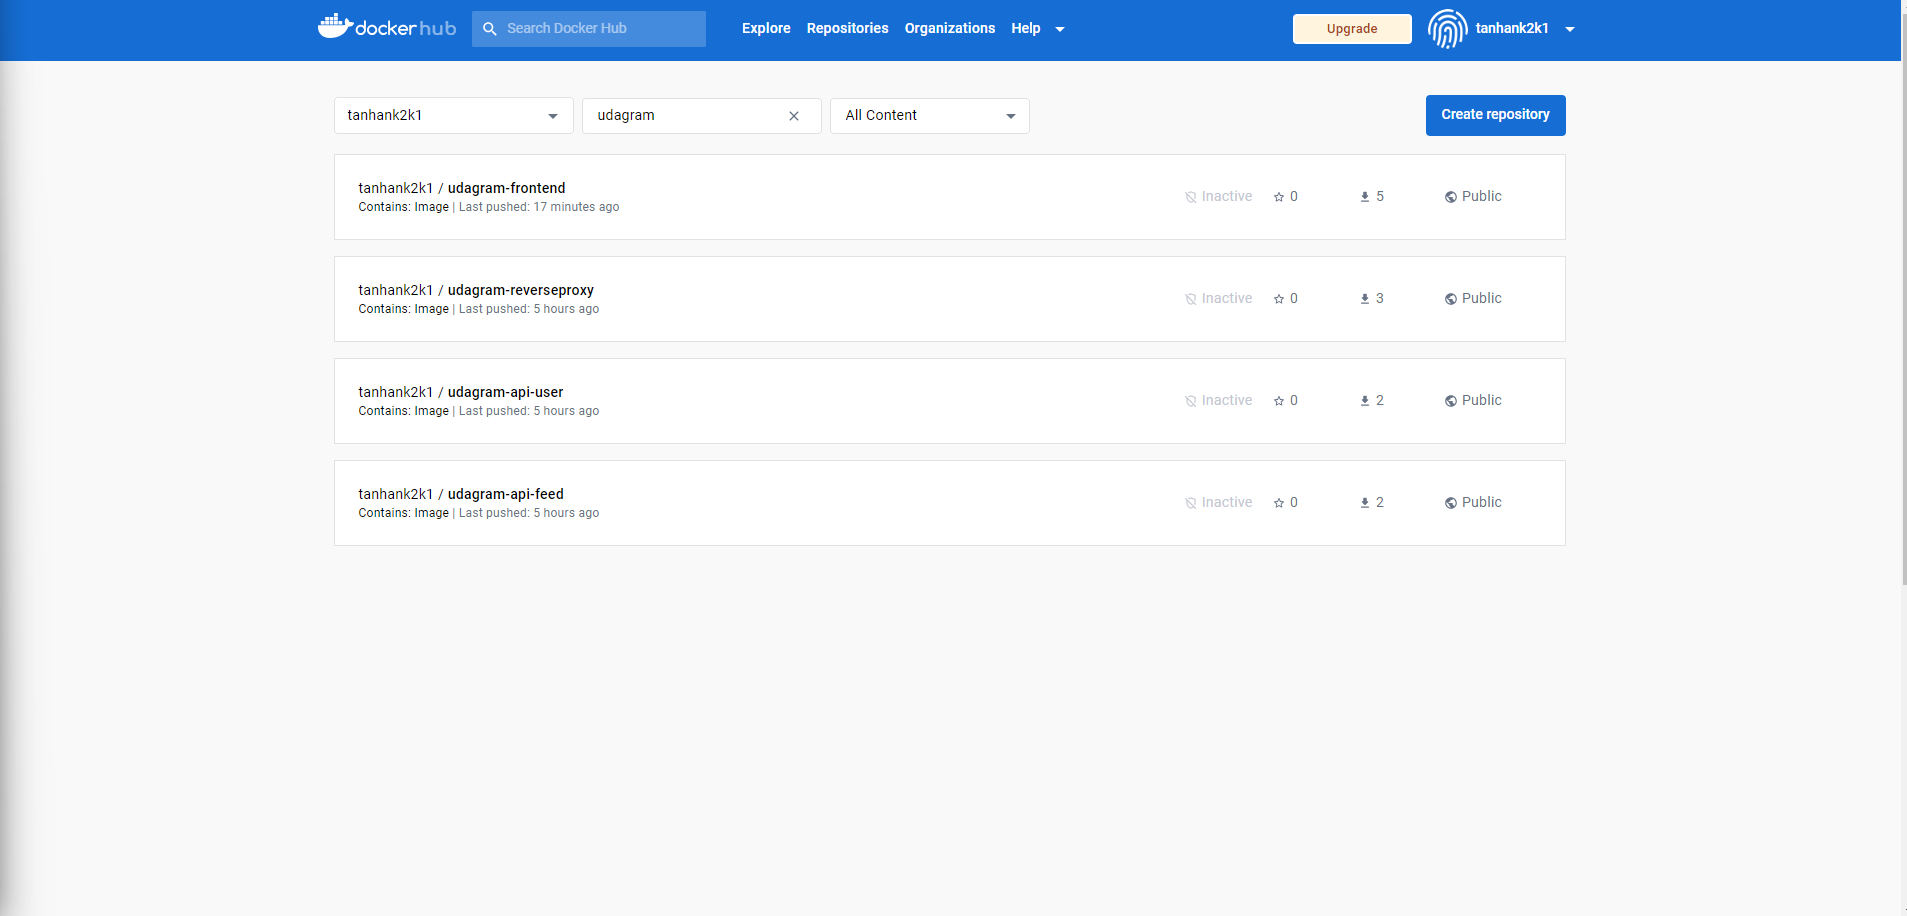 docker hub
Search Docker Hub
Explore
Repositories
Organizations
Help
Upgrade
tanhank2k1
tanhank2k1
udagram
All Content
Create repository
tanhank2k1 / udagram-frontend
Contains: Image | Last pushed: 17 minutes ago
Inactive
0
5
Public
tanhank2k1 / udagram-reverseproxy
Contains: Image | Last pushed: 5 hours ago
Inactive
0
3
Public
tanhank2k1 / udagram-api-user
Contains: Image | Last pushed: 5 hours ago
Inactive
0
2
Public
tanhank2k1 / udagram-api-feed
Contains: Image | Last pushed: 5 hours ago
Inactive
0
2
Public